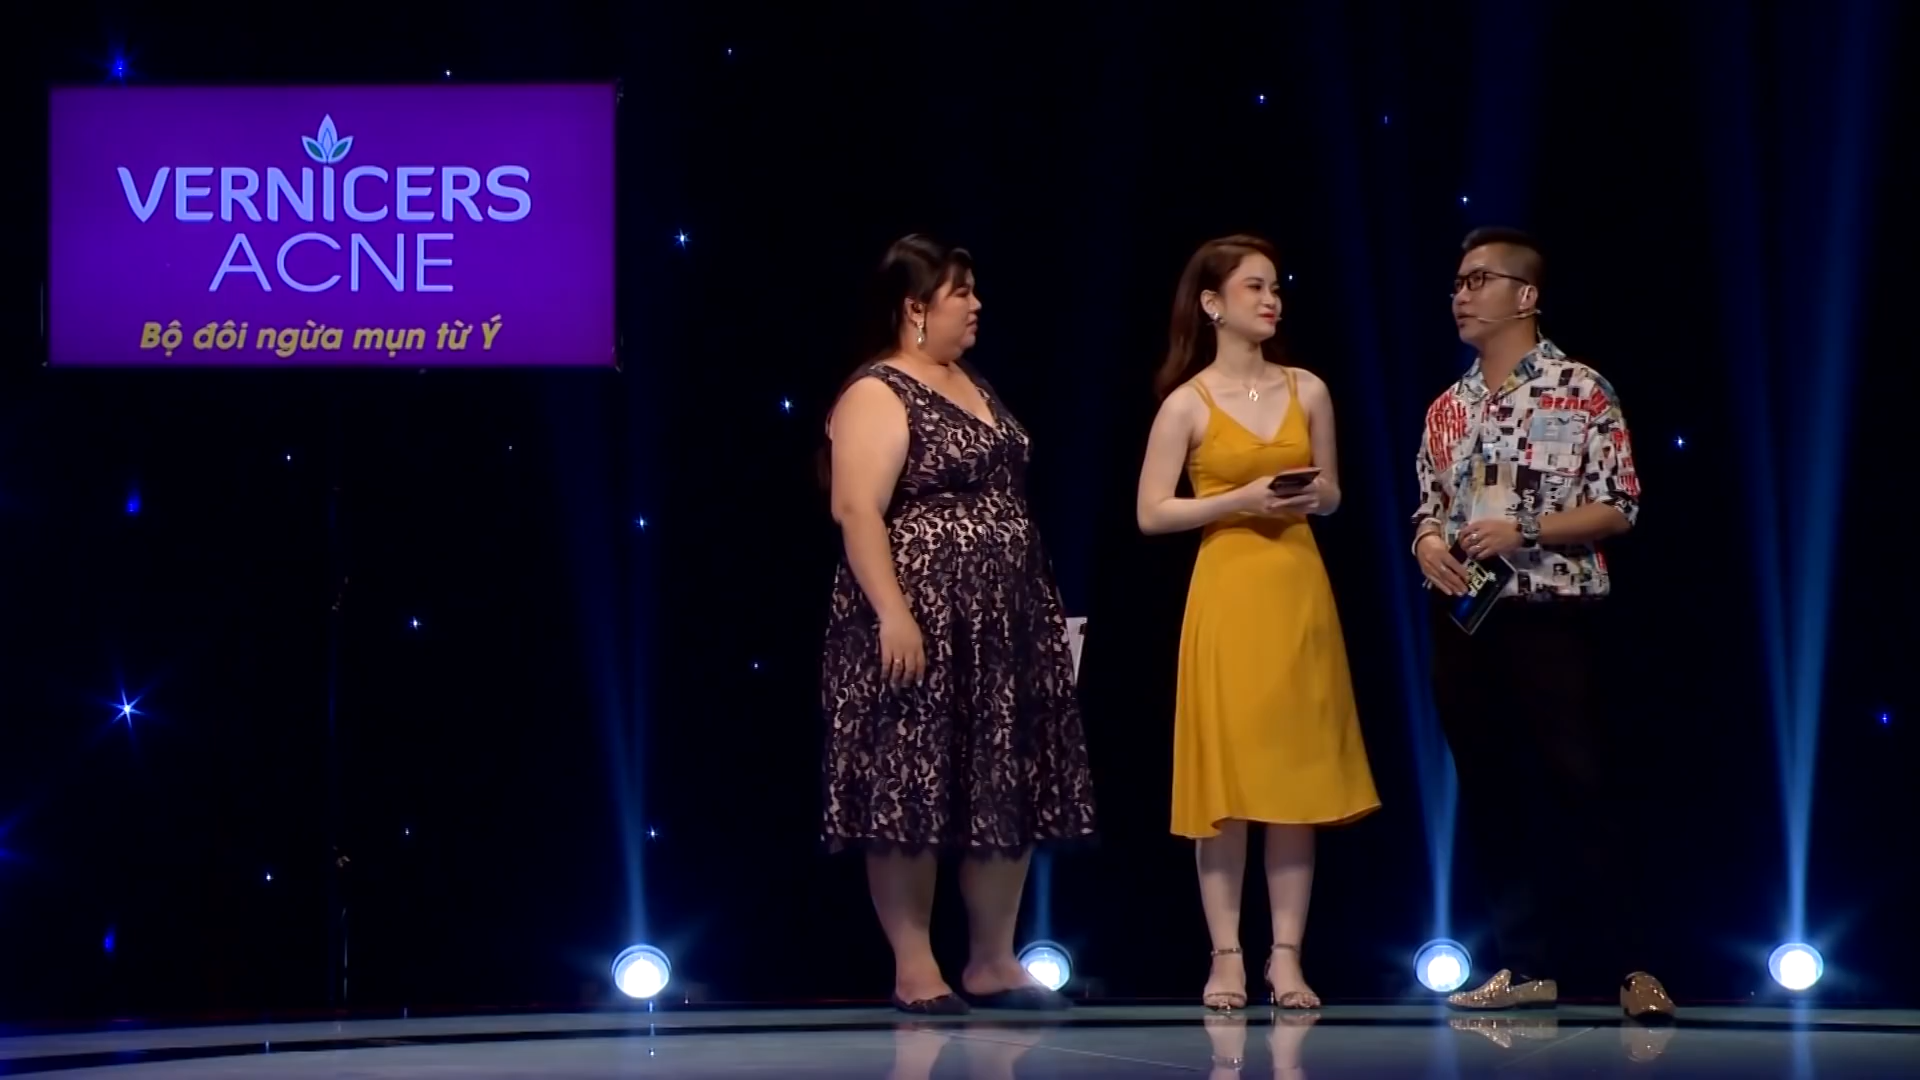 VERNICERS
ACNE
Bộ đôi ngừa mụn từ Ý